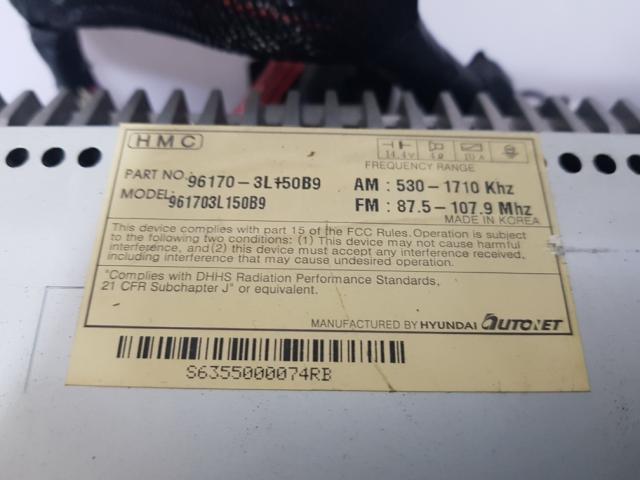 HMC
14.4V 4Ω 10A
FREQUENCY RANGE
PART NO: 96170-3L150B9 AM : 530-1710 Khz
MODEL: 961703L150B9 FM : 87.5-107.9 Mhz
MADE IN KOREA
This device complies with part 15 of the FCC Rules. Operation is subject
to the following two conditions: (1) This device may not cause harmful
interference, and (2) this device must accept any interference received,
including interference that may cause undesired operation.
"Complies with DHHS Radiation Performance Standards,
21 CFR Subchapter J" or equivalent.
MANUFACTURED BY HYUNDAI AUTONET
S6355000074RB